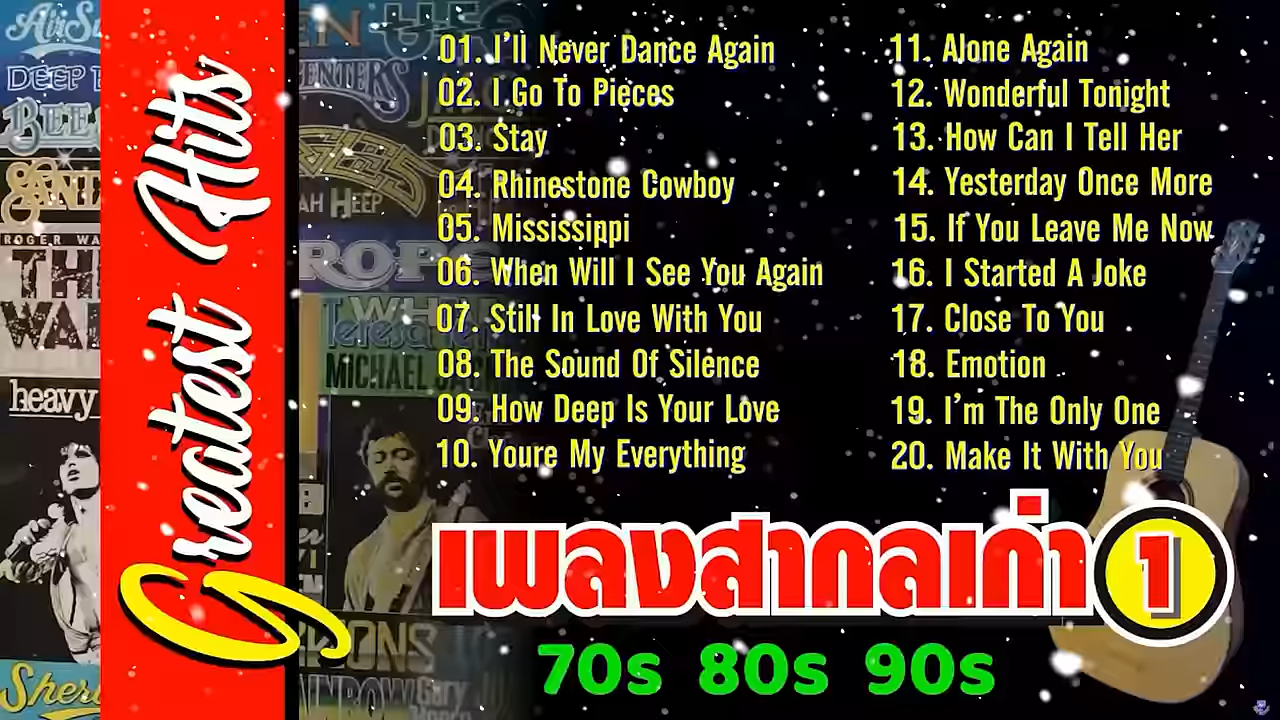 Greatest Hits
01. I'll Never Dance Again
02. I Go To Pieces
03. Stay
04. Rhinestone Cowboy
05. Mississippi
06. When Will I See You Again
07. Still In Love With You
08. The Sound Of Silence
09. How Deep Is Your Love
10. Youre My Everything
11. Alone Again
12. Wonderful Tonight
13. How Can I Tell Her
14. Yesterday Once More
15. If You Leave Me Now
16. I Started A Joke
17. Close To You
18. Emotion
19. I'm The Only One
20. Make It With You
เพลงสากลเก่า 1
70s 80s 90s
DEEP
ROGER
heavy
HEEP
MICHAEL